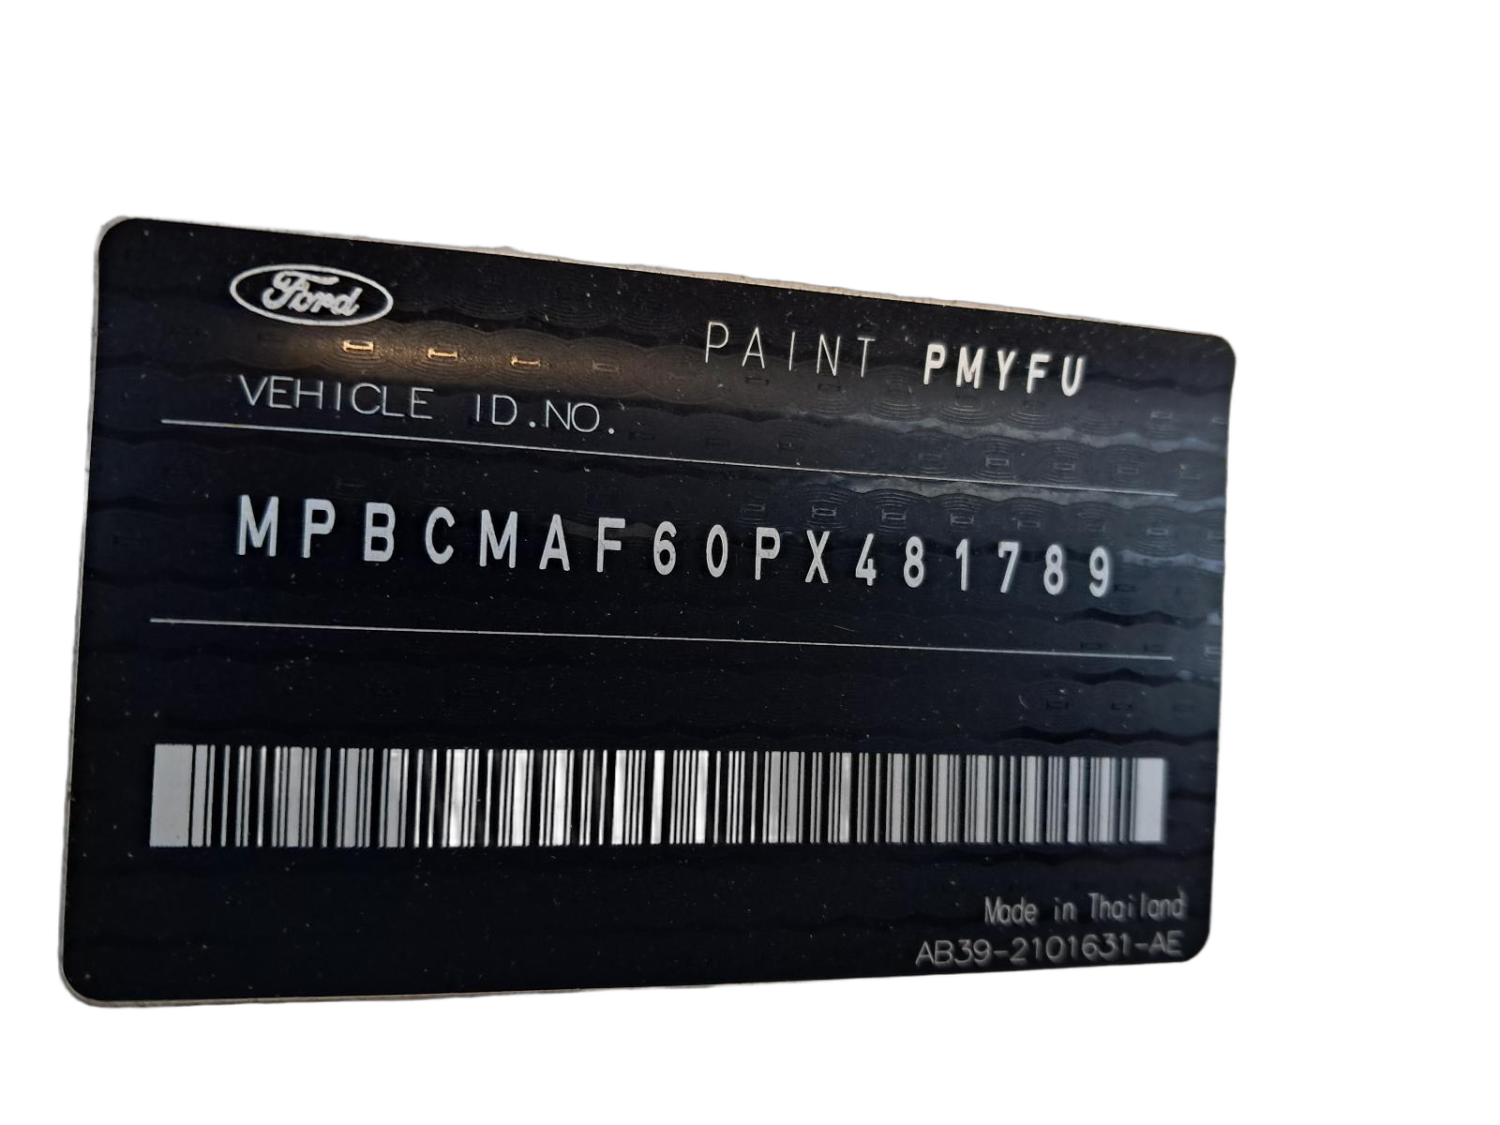 Ford
PAINT PMYFU
VEHICLE ID.NO.
MPBCMAF60PX481789
Made in Thailand
AB39-2101631-AE